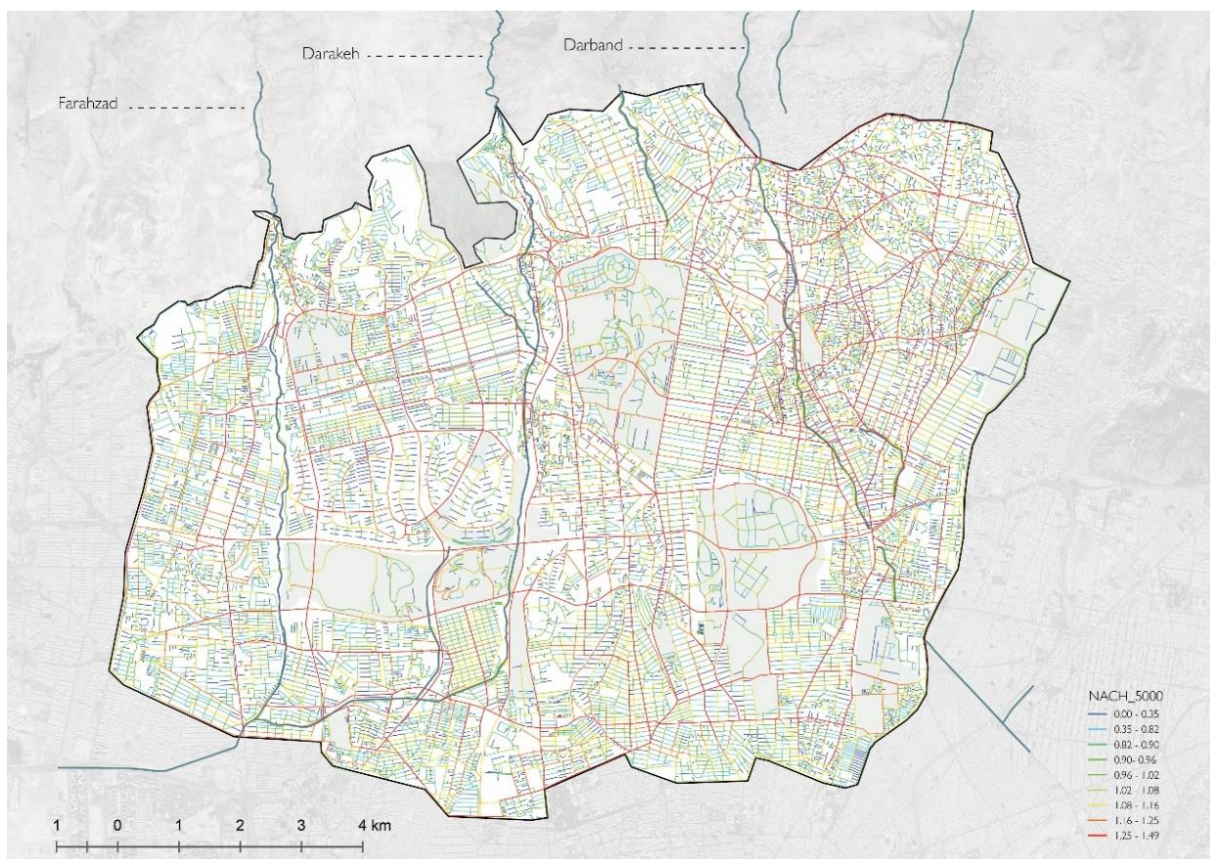 Darakeh
Darband
Farahzad
NACH_5000
0.00 - 0.35
0.35 - 0.82
0.82 - 0.90
0.90- 0.96
0.96 - 1.02
1.02 - 1.08
1.08 - 1.16
1.16 - 1.25
1.25 - 1.49
1 0 1 2 3 4 km